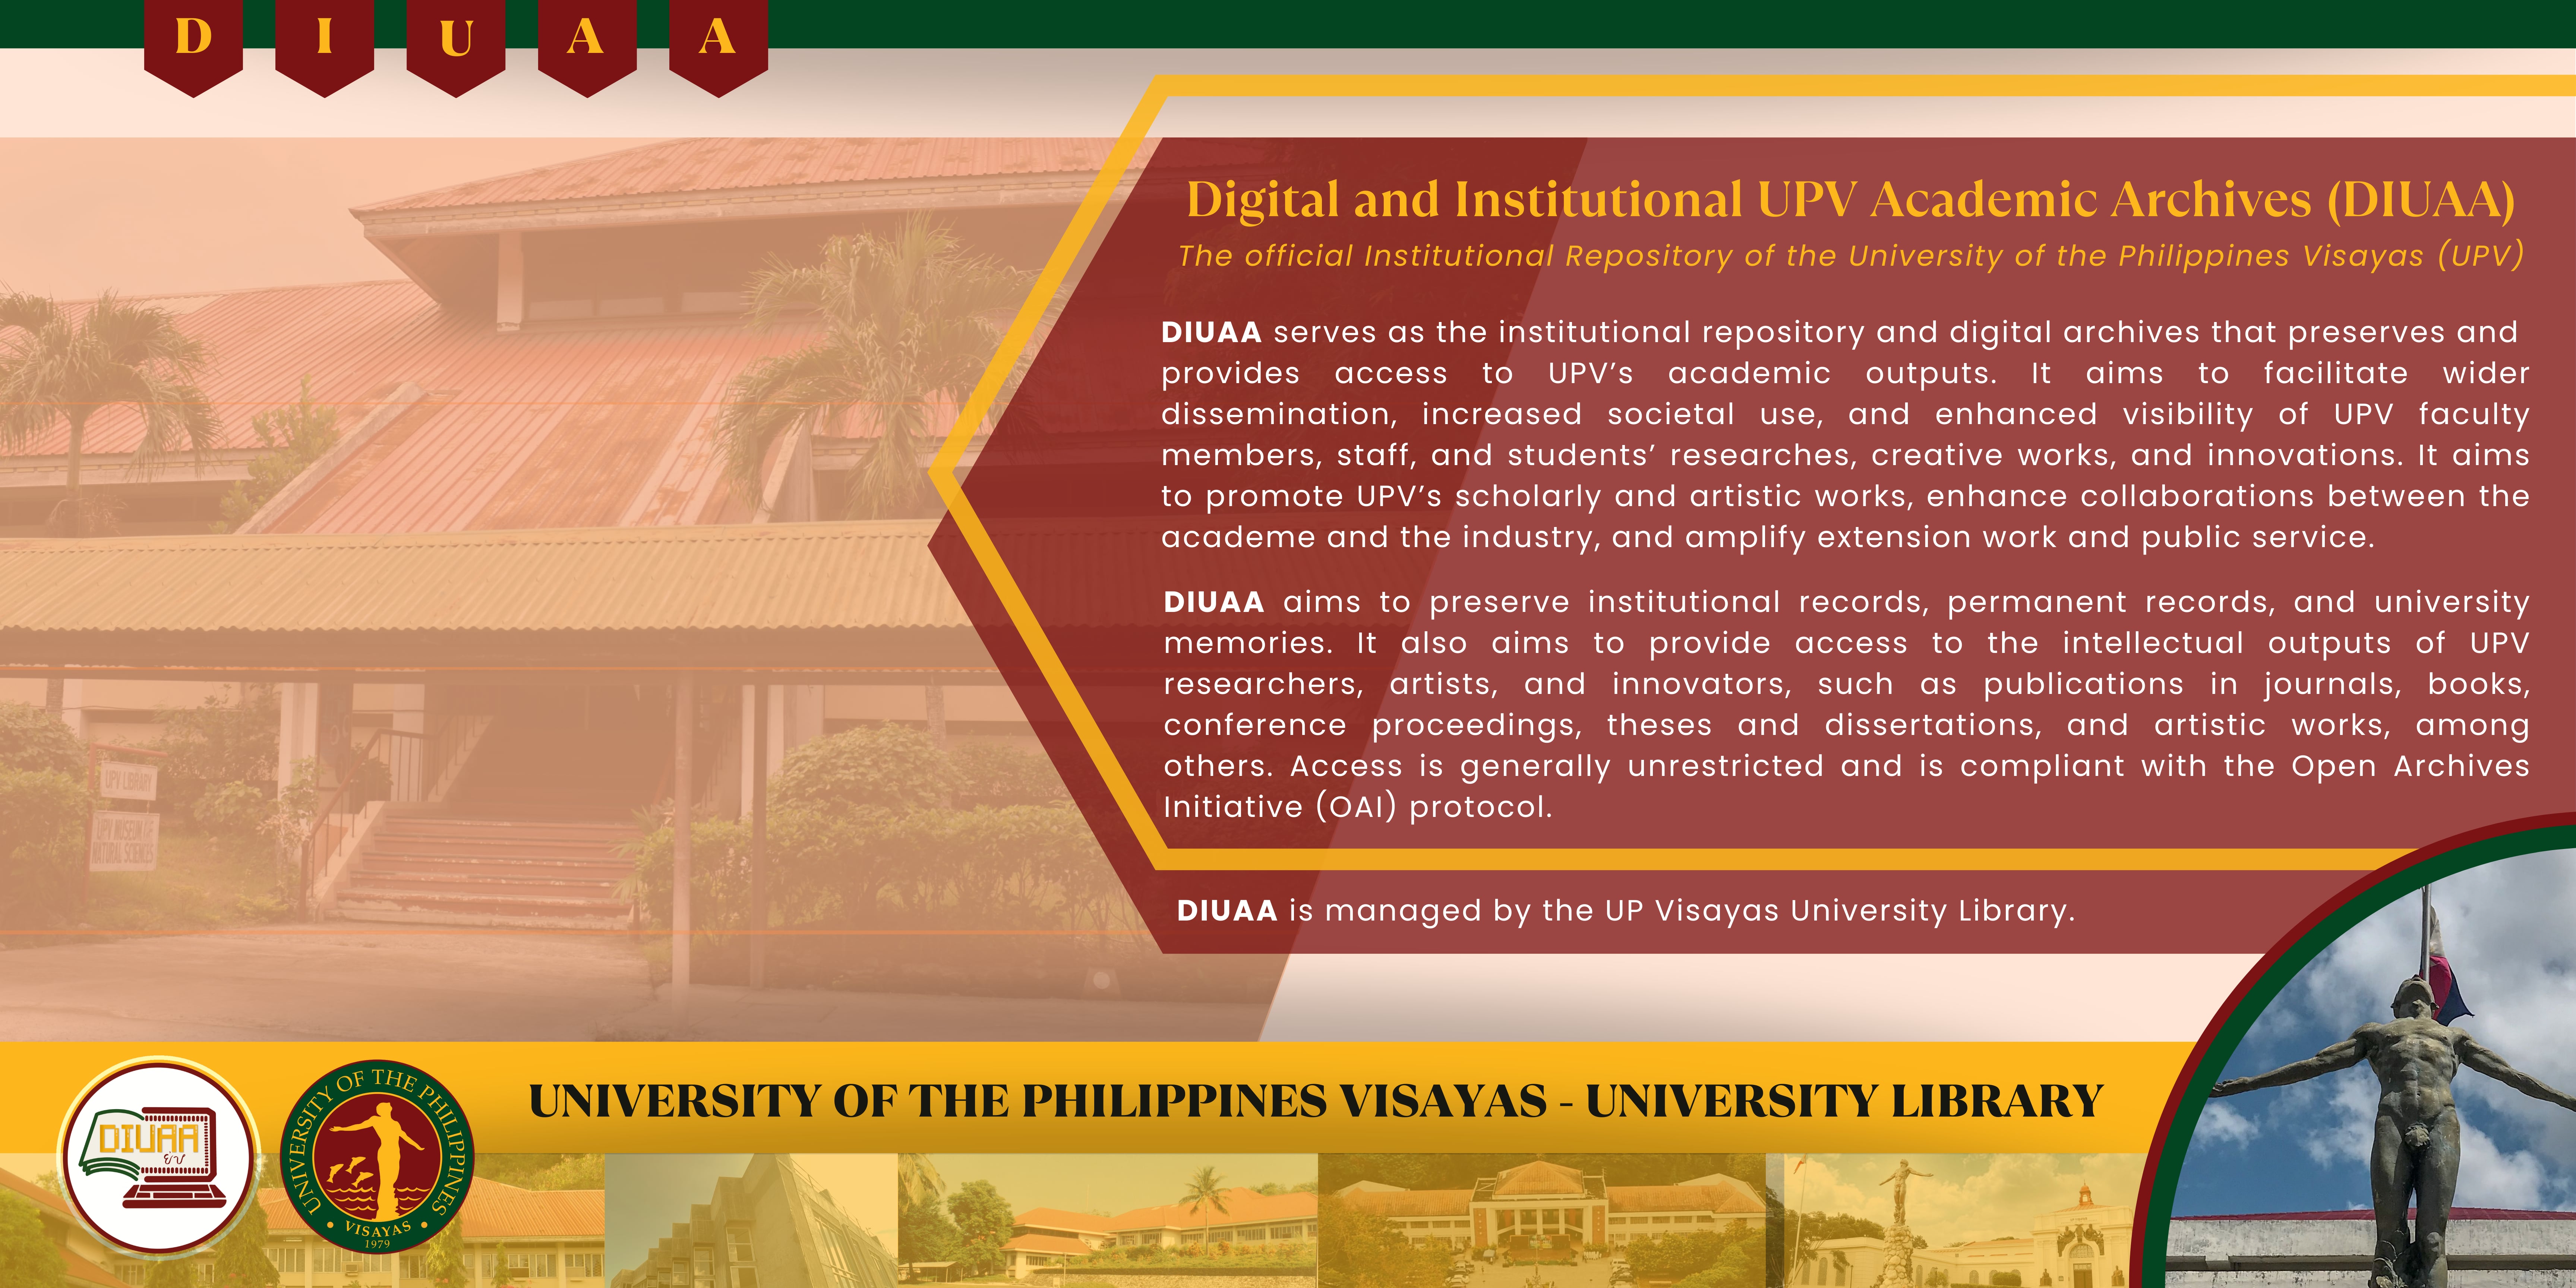 D I U A A
Digital and Institutional UPV Academic Archives (DIUAA)
The official Institutional Repository of the University of the Philippines Visayas (UPV)
DIUAA serves as the institutional repository and digital archives that preserves and
provides access to UPV’s academic outputs. It aims to facilitate wider
dissemination, increased societal use, and enhanced visibility of UPV faculty
members, staff, and students’ researches, creative works, and innovations. It aims
to promote UPV’s scholarly and artistic works, enhance collaborations between the
academe and the industry, and amplify extension work and public service.
DIUAA aims to preserve institutional records, permanent records, and university
memories. It also aims to provide access to the intellectual outputs of UPV
researchers, artists, and innovators, such as publications in journals, books,
conference proceedings, theses and dissertations, and artistic works, among
others. Access is generally unrestricted and is compliant with the Open Archives
Initiative (OAI) protocol.
DIUAA is managed by the UP Visayas University Library.
UPV LIBRARY
UPV MUSEUM OF
NATURAL SCIENCES
DIUAA
UNIVERSITY OF THE PHILIPPINES
VISAYAS
1979
UNIVERSITY OF THE PHILIPPINES VISAYAS - UNIVERSITY LIBRARY